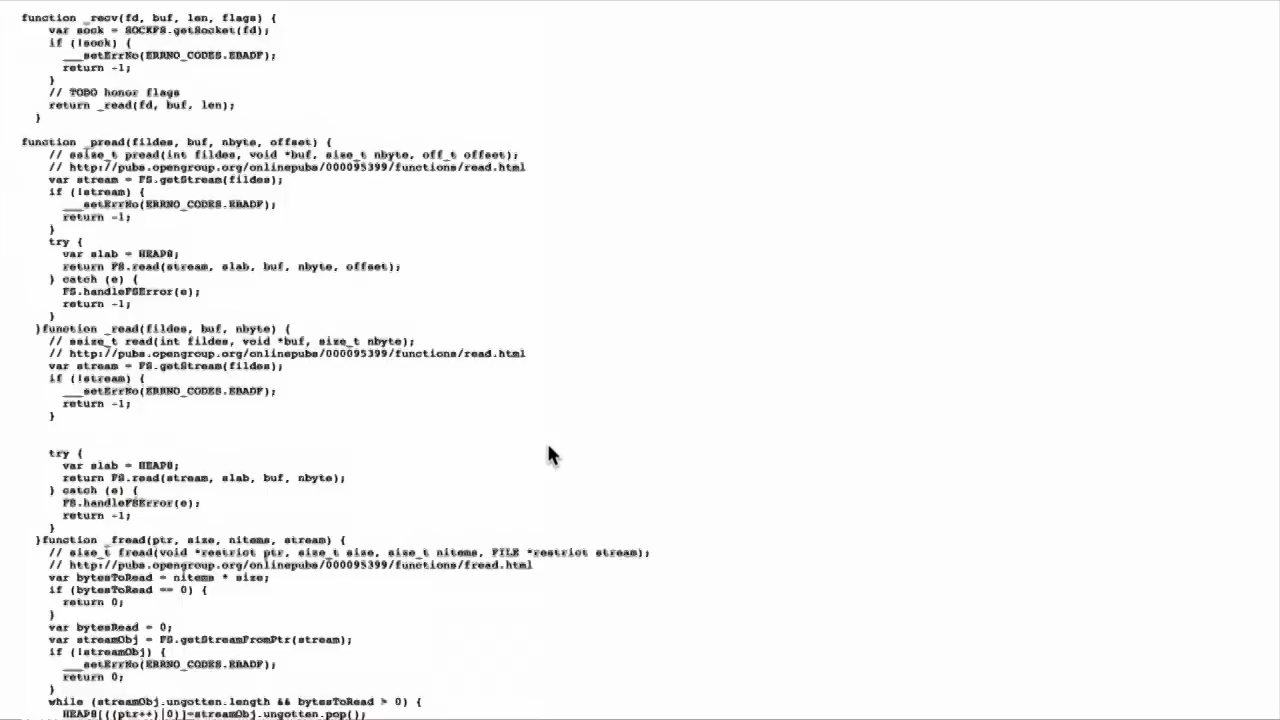 function _recv(fd, buf, len, flags) {
var sock = SOCKFS.getSocket(fd);
if (!sock) {
___setErrNo(ERRNO_CODES.EBADF);
return -1;
}
// TODO honor flags
return _read(fd, buf, len);
}
function _pread(fildes, buf, nbyte, offset) {
// ssize_t pread(int fildes, void *buf, size_t nbyte, off_t offset);
// http://pubs.opengroup.org/onlinepubs/000095399/functions/read.html
var stream = FS.getStream(fildes);
if (!stream) {
___setErrNo(ERRNO_CODES.EBADF);
return -1;
}
try {
var slab = HEAP8;
return FS.read(stream, slab, buf, nbyte, offset);
} catch (e) {
FS.handleFSError(e);
return -1;
}
}function _read(fildes, buf, nbyte) {
// ssize_t read(int fildes, void *buf, size_t nbyte);
// http://pubs.opengroup.org/onlinepubs/000095399/functions/read.html
var stream = FS.getStream(fildes);
if (!stream) {
___setErrNo(ERRNO_CODES.EBADF);
return -1;
}
try {
var slab = HEAP8;
return FS.read(stream, slab, buf, nbyte);
} catch (e) {
FS.handleFSError(e);
return -1;
}
}function _fread(ptr, size, nitems, stream) {
// size_t fread(void *restrict ptr, size_t size, size_t nitems, FILE *restrict stream);
// http://pubs.opengroup.org/onlinepubs/000095399/functions/fread.html
var bytesToRead = nitems * size;
if (bytesToRead == 0) {
return 0;
}
var bytesRead = 0;
var streamObj = FS.getStreamFromPtr(stream);
if (!streamObj) {
___setErrNo(ERRNO_CODES.EBADF);
return 0;
}
while (streamObj.ungotten.length && bytesToRead > 0) {
HEAP8[((ptr++)|0)]=streamObj.ungotten.pop();